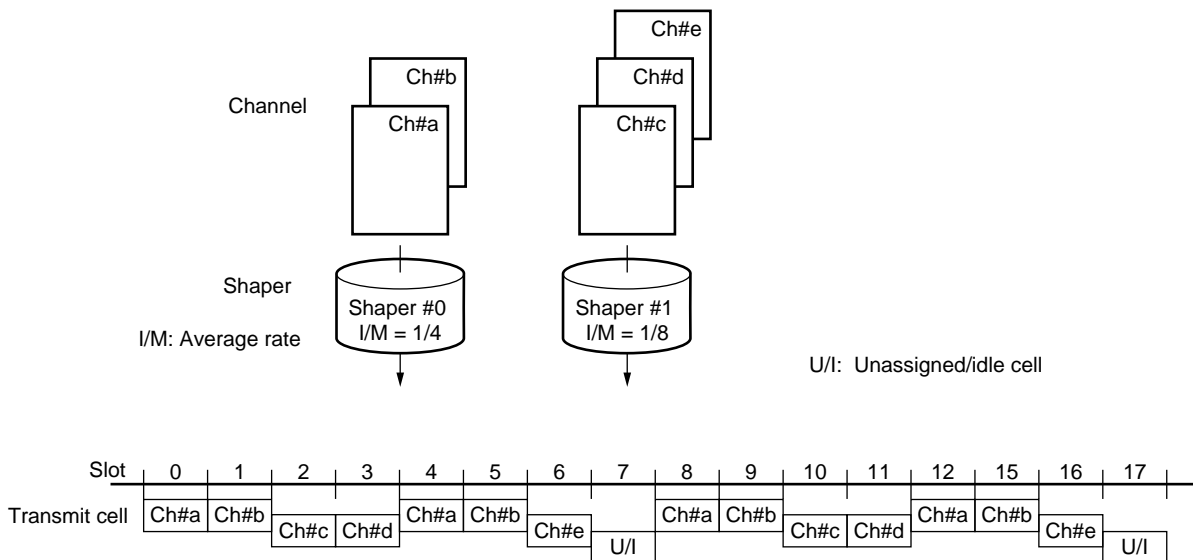 Ch#e
Ch#b
Ch#d
Channel
Ch#a
Ch#c
Shaper
Shaper #0
I/M = 1/4
Shaper #1
I/M = 1/8
I/M: Average rate
U/I: Unassigned/idle cell
Slot 0 1 2 3 4 5 6 7 8 9 10 11 12 15 16 17
Transmit cell Ch#a Ch#b Ch#c Ch#d Ch#a Ch#b Ch#e U/I Ch#a Ch#b Ch#c Ch#d Ch#a Ch#b Ch#e U/I